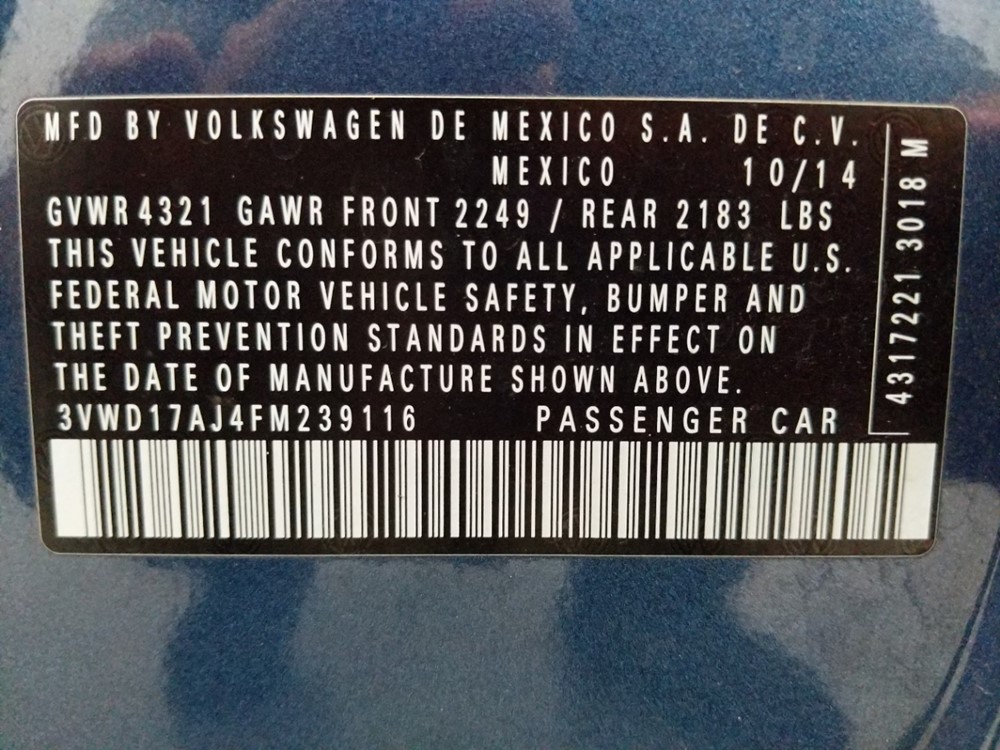 MFD BY VOLKSWAGEN DE MEXICO S.A. DE C.V.
MEXICO 10/14
GVWR 4321 GAWR FRONT 2249 / REAR 2183 LBS
THIS VEHICLE CONFORMS TO ALL APPLICABLE U.S.
FEDERAL MOTOR VEHICLE SAFETY, BUMPER AND
THEFT PREVENTION STANDARDS IN EFFECT ON
THE DATE OF MANUFACTURE SHOWN ABOVE.
3VWD17AJ4FM239116 PASSENGER CAR
4317221 3018 M